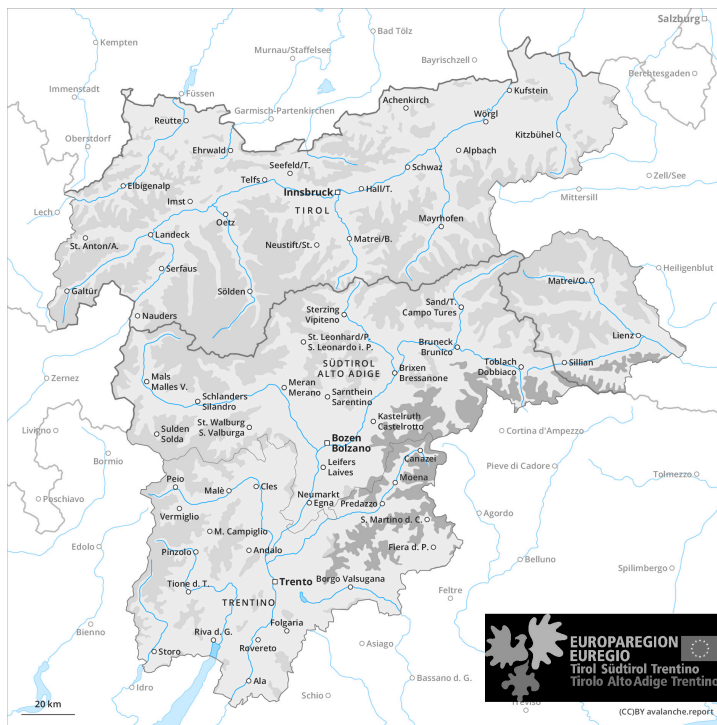 Salzburg
Kempten
Bad Tölz
Murnau/Staffelsee
Bayrischzell
Berchtesgaden
Immenstadt
Füssen
Kufstein
Achenkirch
Garmisch-Partenkirchen
Reutte
Wörgl
Oberstdorf
Kitzbühel
Ehrwald
Alpbach
Seefeld/T.
Schwaz
Telfs
Zell/See
Elbigenalp
Innsbruck
Hall/T.
Imst
Mittersill
TIROL
Lech
Oetz
Mayrhofen
Landeck
Matrei/B.
St. Anton/A.
Neustift/St.
Serfaus
Heiligenblut
Matrei/O.
Galtür
Sölden
Nauders
Sterzing
Vipiteno
Sand/T.
Campo Tures
Lienz
St. Leonhard/P.
S. Leonardo i. P.
Bruneck
Brunico
Toblach
Dobbiaco
Sillian
SÜDTIROL
ALTO ADIGE
Brixen
Bressanone
Zernez
Mals
Malles V.
Meran
Merano
Schlanders
Silandro
Sarnthein
Sarentino
Kastelruth
Castelrotto
St. Walburg
S. Valburga
Sulden
Solda
Livigno
Cortina d'Ampezzo
Bozen
Bolzano
Bormio
Canazei
Leifers
Laives
Pieve di Cadore
Tolmezzo
Poschiavo
Peio
Malè
Cles
Moena
Neumarkt
Egna
Predazzo
Vermiglio
S. Martino d. C.
Agordo
M. Campiglio
Edolo
Pinzolo
Andalo
Fiera d. P.
Belluno
Spilimbergo
Tione d. T.
Trento
Borgo Valsugana
Feltre
TRENTINO
Folgaria
Bienno
Riva d. G.
Rovereto
Asiago
Storo
Ala
Idro
Schio
Bassano d. G.
Treviso
20 km
EUROPAREGION
EUREGIO
Tirol Südtirol Trentino
Tirolo Alto Adige Trentino
(CC)BY avalanche.report